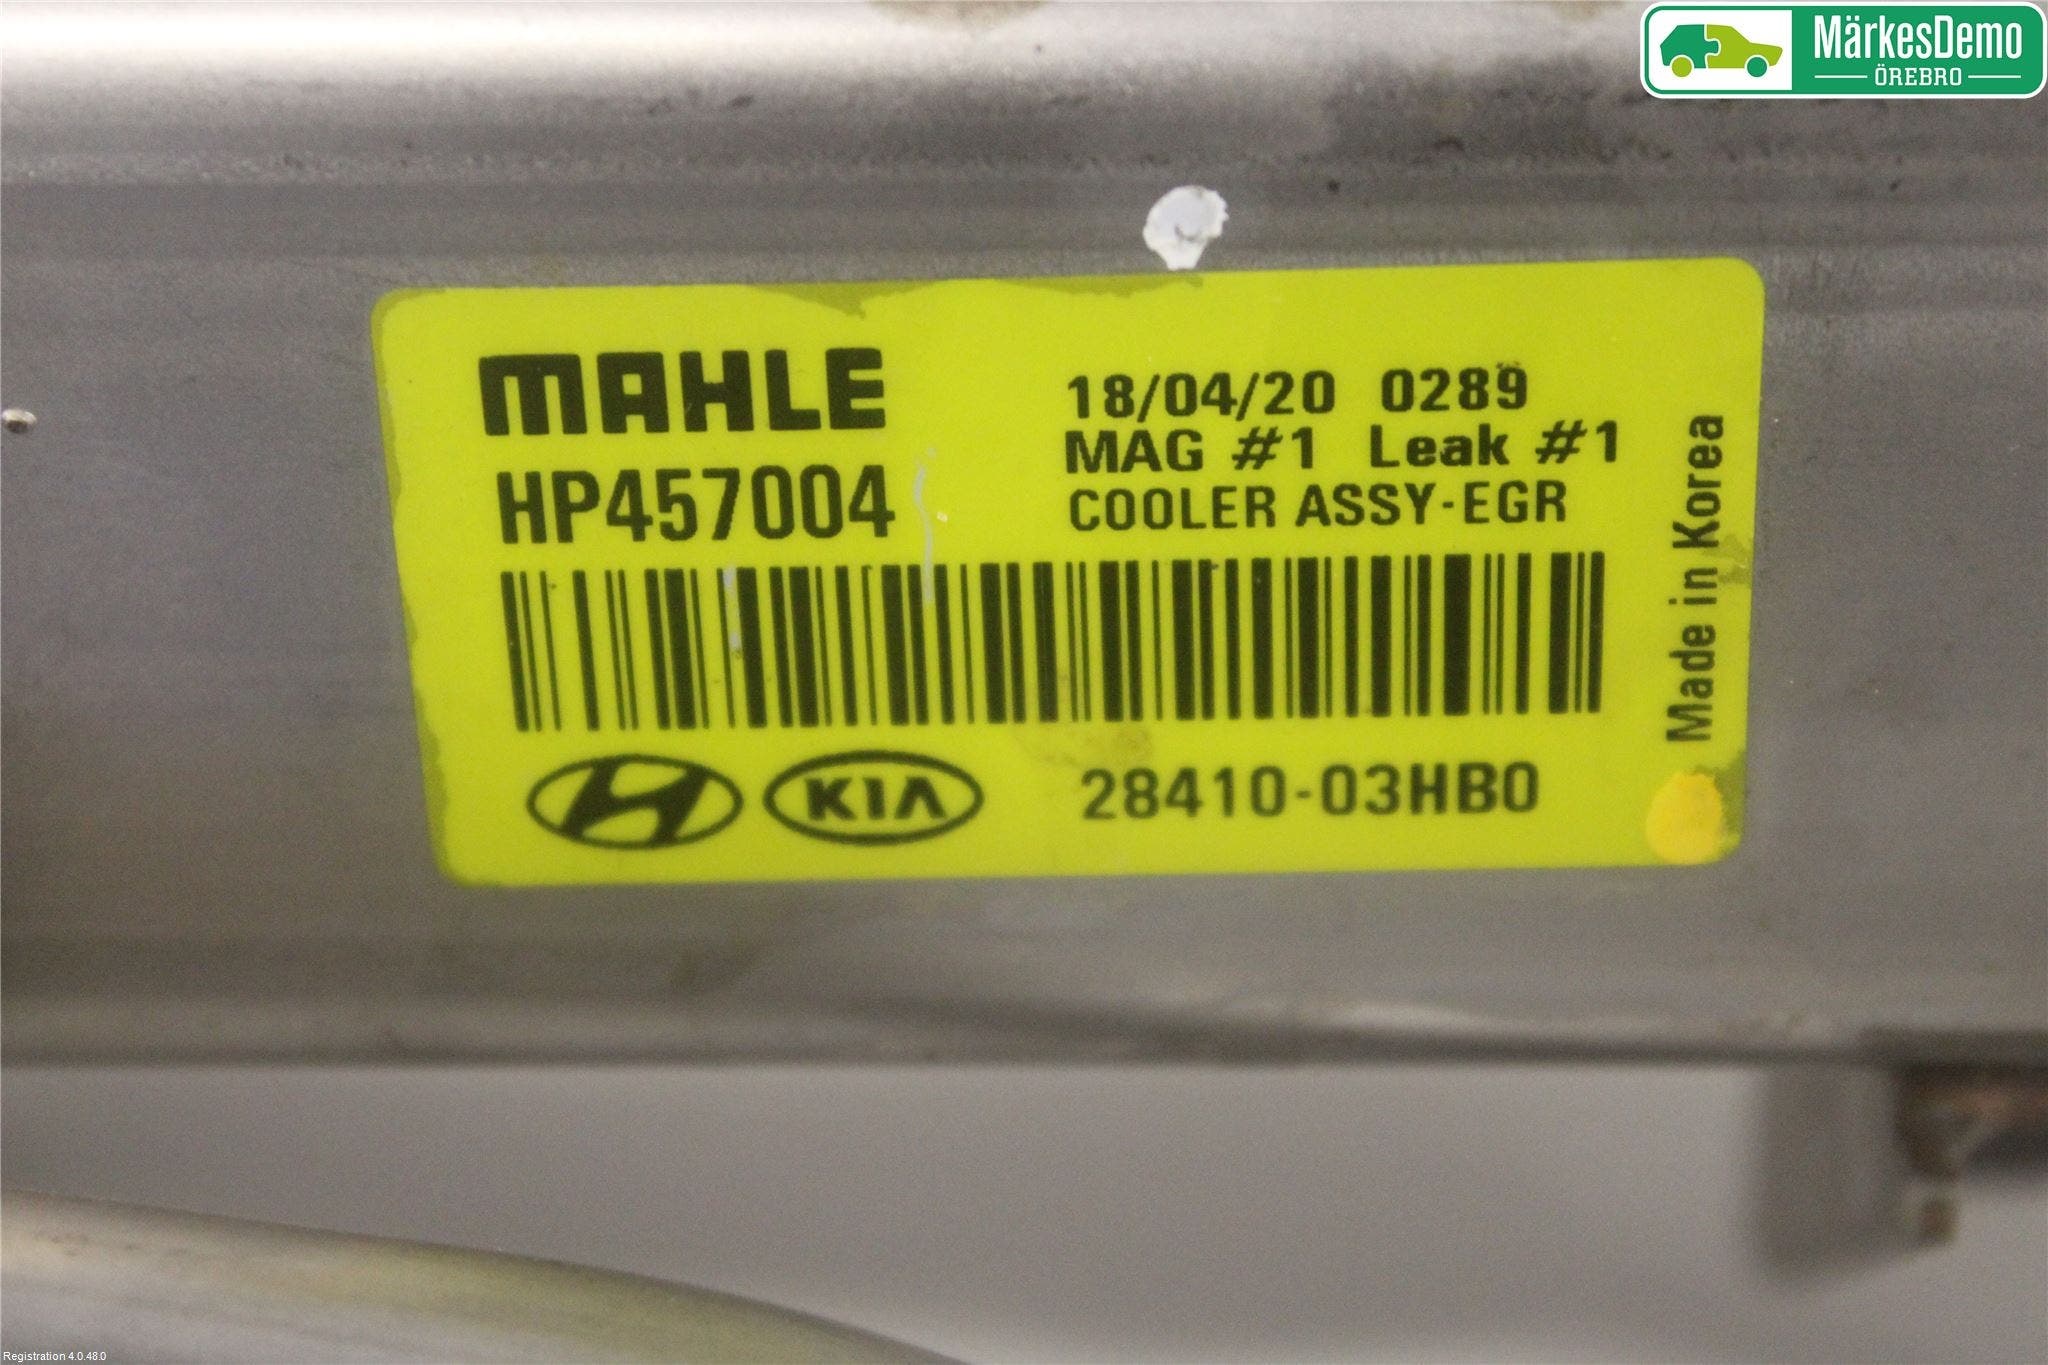 MärkesDemo
ÖREBRO
MAHLE
HP457004
18/04/20 0289
MAG #1 Leak #1
COOLER ASSY-EGR
Made in Korea
KIA
28410-03HB0
Registration 4.0.48.0